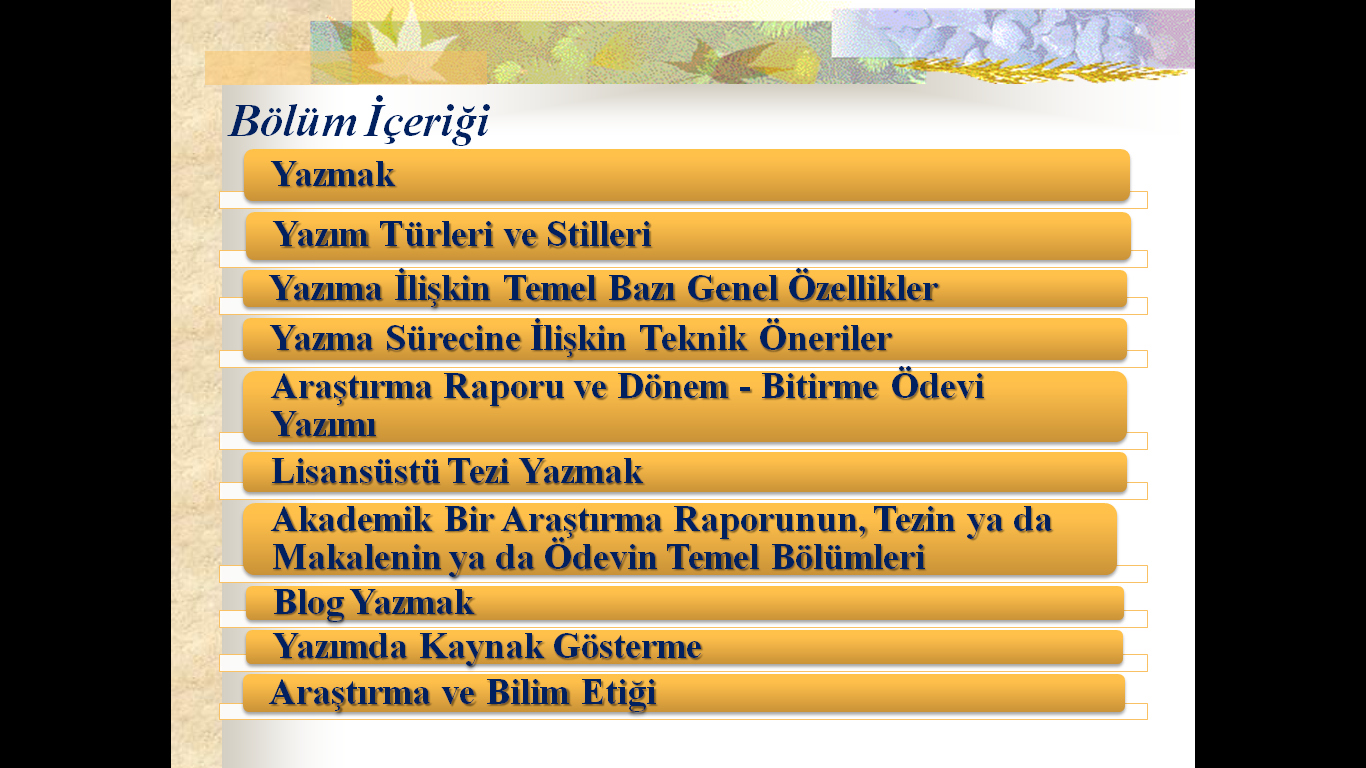 Bölüm İçeriği
Yazmak
Yazım Türleri ve Stilleri
Yazıma İlişkin Temel Bazı Genel Özellikler
Yazma Sürecine İlişkin Teknik Öneriler
Araştırma Raporu ve Dönem - Bitirme Ödevi
Yazımı
Lisansüstü Tezi Yazmak
Akademik Bir Araştırma Raporunun, Tezin ya da
Makalenin ya da Ödevin Temel Bölümleri
Blog Yazmak
Yazımda Kaynak Gösterme
Araştırma ve Bilim Etiği